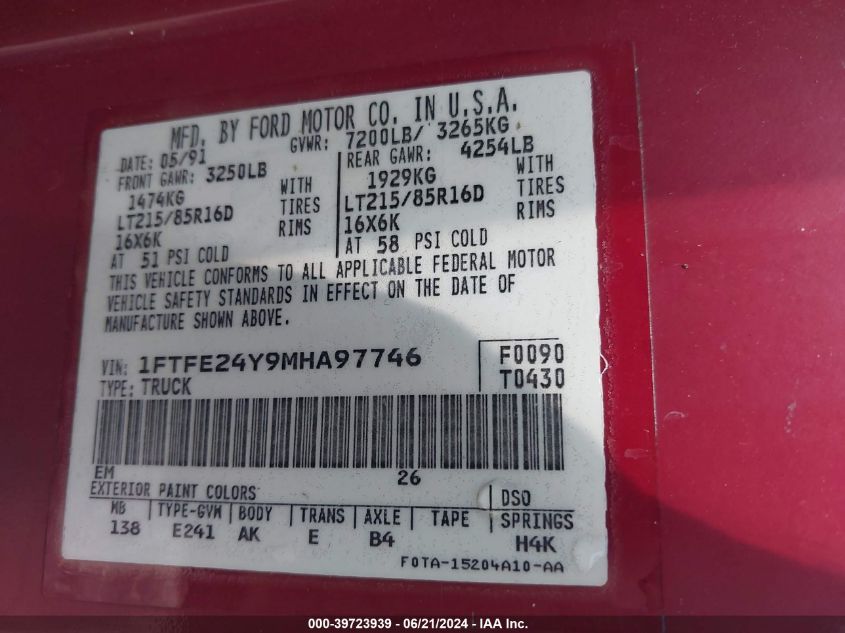 MFD. BY FORD MOTOR CO. IN U.S.A.
DATE: 05/91 GVWR: 7200LB/ 3265KG
FRONT GAWR: 3250LB REAR GAWR: 4254LB
1474KG WITH 1929KG WITH
LT215/85R16D TIRES LT215/85R16D TIRES
16X6K RIMS 16X6K RIMS
AT 51 PSI COLD AT 58 PSI COLD
THIS VEHICLE CONFORMS TO ALL APPLICABLE FEDERAL MOTOR
VEHICLE SAFETY STANDARDS IN EFFECT ON THE DATE OF
MANUFACTURE SHOWN ABOVE.
VIN: 1FTFE24Y9MHA97746 F0090
TYPE: TRUCK T0430
EM 26
EXTERIOR PAINT COLORS DSO
WB TYPE-GVW BODY TRANS AXLE TAPE SPRINGS
138 E241 AK E B4 H4K
F0TA-15204A10-AA
000-39723939 - 06/21/2024 - IAAI Inc.